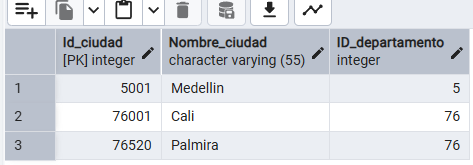 Id_ciudad Nombre_ciudad ID_departamento
[PK] integer character varying (55) integer
1 5001 Medellin 5
2 76001 Cali 76
3 76520 Palmira 76